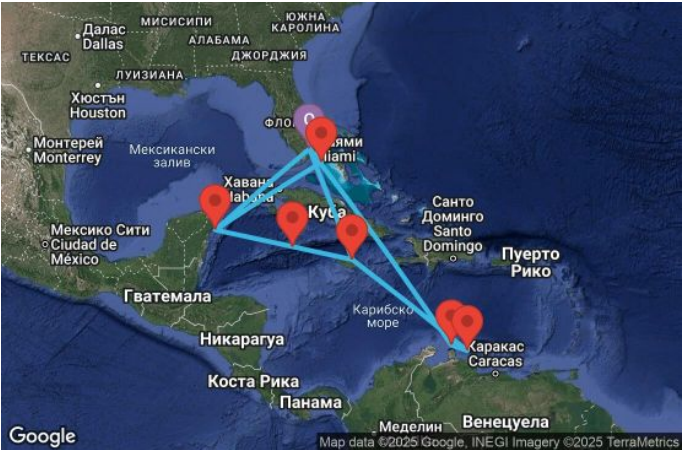 МИСИСИПИ
ЮЖНА
КАРОЛИНА
Далас
Dallas
АЛАБАМА
ТЕКСАС
ДЖОРДЖИЯ
ЛУИЗИАНА
Хюстън
Houston
ФЛО
Монтерей
Monterrey
Мексикански
залив
ями
iami
Хавана
Habana
Куба
Санто
Доминго
Santo
Domingo
Мексико Сити
Ciudad de
México
Пуерто
Рико
Гватемала
Карибско
море
Никарагуа
Каракас
Caracas
Коста Рика
Панама
Венецуела
Меделин
Google
Map data ©2025 Google, INEGI Imagery ©2025 TerraMetrics